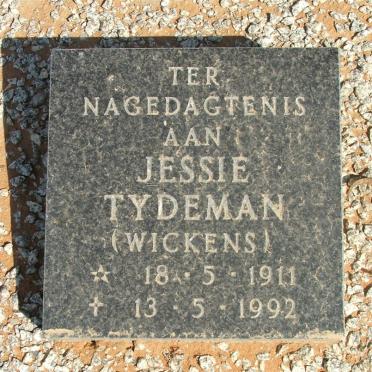 TER
NAGEDAGTENIS
AAN
JESSIE
TYDEMAN
(WICKENS)
☆ 18 · 5 · 1911
✝ 13 · 5 · 1992